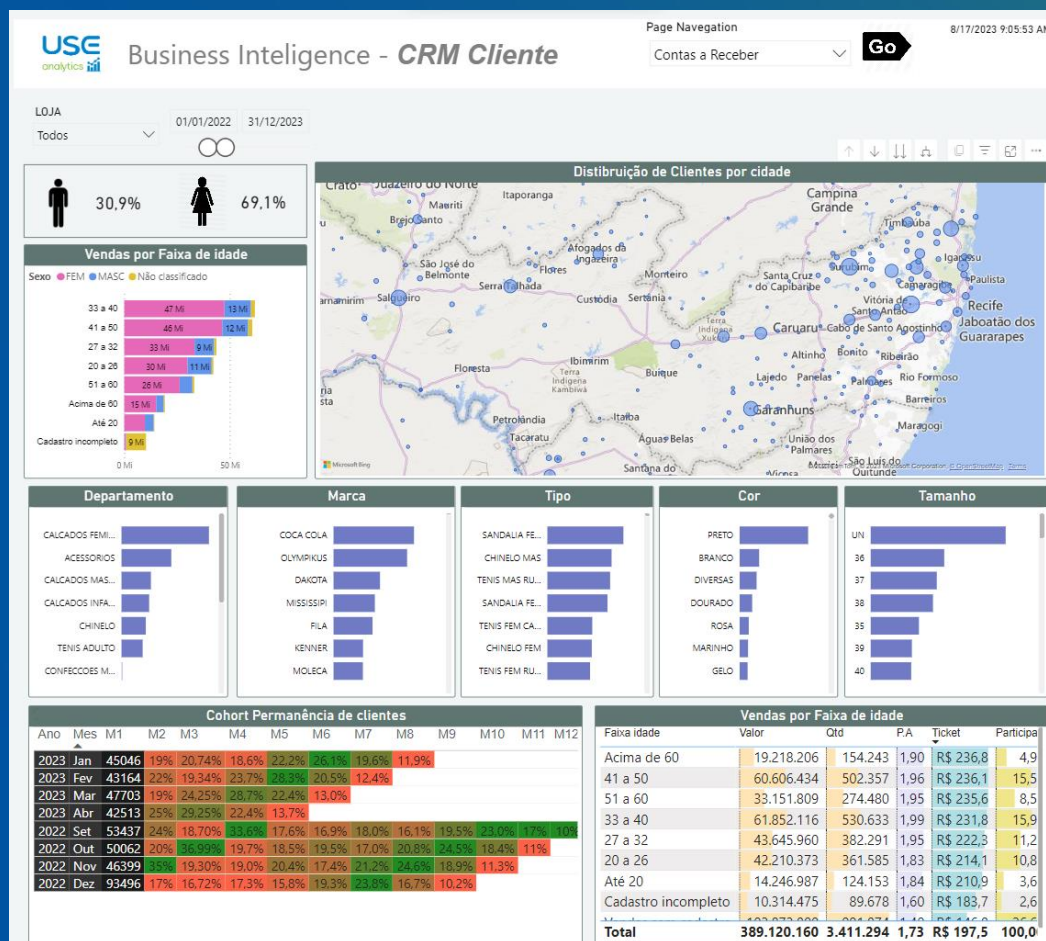 USE
analytics
Business Inteligence - CRM Cliente
Page Navigation
Contas a Receber
Go
8/17/2023 9:05:53 AM
LOJA
Todos
01/01/2022 31/12/2023
30,9% 69,1%
Distibruição de Clientes por cidade
Crato Juazeiro do Norte
Mauriti
Itaporanga
Campina
Grande
Brejo Santo
Timbaúba
Afogados da
Ingazeira
São José do
Belmonte
Flores
Monteiro
Surubim
Igarassu
Serra Talhada
Santa Cruz
do Capibaribe
Camaragibe
Paulista
Salgueiro
Custódia
Sertânia
Vitória de
Santo Antão
Recife
Terra
Indígena
Xukuru
Caruaru
Cabo de Santo Agostinho
Jaboatão dos
Guararapes
Ibimirim
Altinho
Bonito
Ribeirão
Floresta
Terra
Indígena
Kambiwá
Buíque
Lajedo
Panelas
Palmares
Rio Formoso
Garanhuns
Barreiros
Petrolândia
Itaíba
Maragogi
Tacaratu
Águas Belas
União dos
Palmares
Santana do
Viçosa
São Luís do
Quitunde
Microsoft Bing
© 2023 Microsoft Corporation, © OpenStreetMap, Terms
Vendas por Faixa de idade
Sexo FEM MASC Não classificado
33 a 40 47 Mi 13 Mi
41 a 50 46 Mi 12 Mi
27 a 32 33 Mi 9 Mi
20 a 26 30 Mi 11 Mi
51 a 60 26 Mi
Acima de 60 15 Mi
Até 20
Cadastro incompleto 9 Mi
0 Mi 50 Mi
Departamento
CALCADOS FEMI...
ACESSORIOS
CALCADOS MAS...
CALCADOS INFA...
CHINELO
TENIS ADULTO
CONFECCOES M...
Marca
COCA COLA
OLYMPIKUS
DAKOTA
MISSISSIPI
FILA
KENNER
MOLECA
Tipo
SANDALIA FE...
CHINELO MAS
TENIS MAS RU...
SANDALIA FE...
TENIS FEM CA...
CHINELO FEM
TENIS FEM RU...
Cor
PRETO
BRANCO
DIVERSAS
DOURADO
ROSA
MARINHO
GELO
Tamanho
UN
36
37
38
35
39
40
Cohort Permanência de clientes
Ano Mes M1 M2 M3 M4 M5 M6 M7 M8 M9 M10 M11 M12
2023 Jan 45046 19% 20,74% 18,6% 22,2% 26,1% 19,6% 11,9%
2023 Fev 43164 22% 19,34% 23,7% 28,3% 20,5% 12,4%
2023 Mar 47703 19% 24,25% 28,7% 22,4% 13,0%
2023 Abr 42513 25% 29,25% 22,4% 13,7%
2022 Set 53437 24% 18,70% 33,6% 17,6% 16,9% 18,0% 16,1% 19,5% 23,0% 17% 10%
2022 Out 50062 20% 36,99% 19,7% 18,5% 19,5% 17,0% 20,8% 24,5% 18,4% 11%
2022 Nov 46399 35% 19,30% 19,0% 20,4% 17,4% 21,2% 24,6% 18,9% 11,3%
2022 Dez 93496 17% 16,72% 17,3% 15,8% 19,3% 23,8% 16,7% 10,2%
Vendas por Faixa de idade
Faixa idade Valor Qtd P.A Ticket Participa
Acima de 60 19.218.206 154.243 1,90 R$ 236,8 4,9
41 a 50 60.606.434 502.357 1,96 R$ 236,1 15,5
51 a 60 33.151.809 274.480 1,95 R$ 235,6 8,5
33 a 40 61.852.116 530.633 1,99 R$ 231,8 15,9
27 a 32 43.645.960 382.291 1,95 R$ 222,3 11,2
20 a 26 42.210.373 361.585 1,83 R$ 214,1 10,8
Até 20 14.246.987 124.153 1,84 R$ 210,9 3,6
Cadastro incompleto 10.314.475 89.678 1,60 R$ 183,7 2,6
Total 389.120.160 3.411.294 1,73 R$ 197,5 100,0